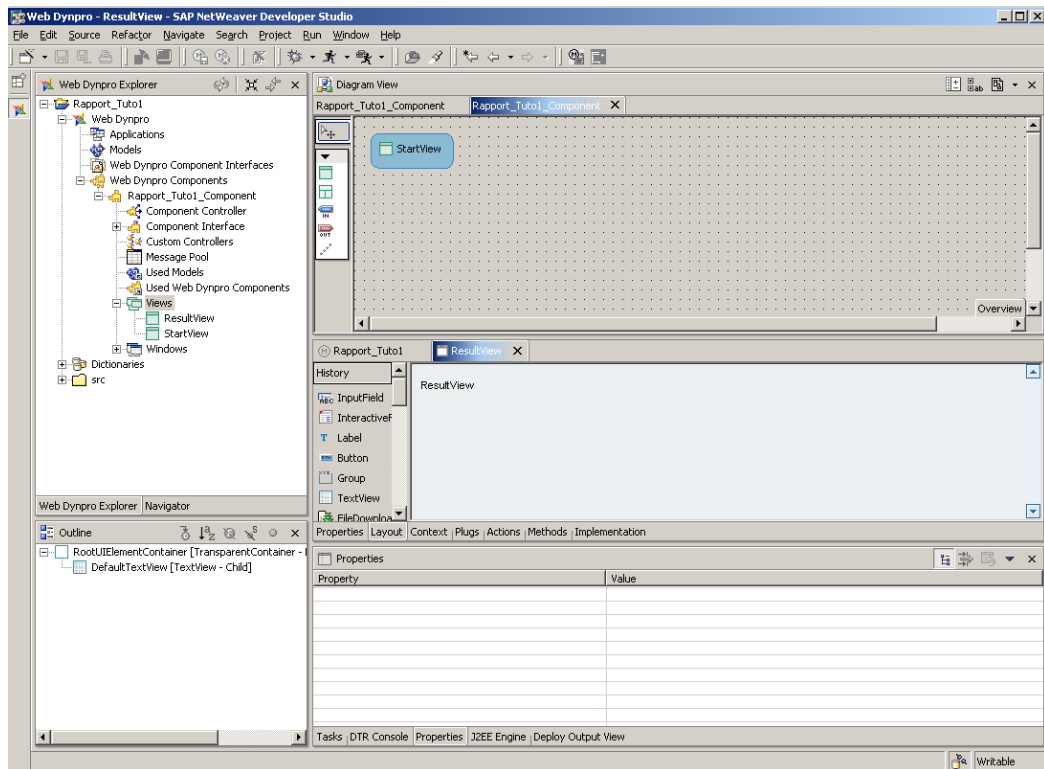 Web Dynpro - ResultView - SAP NetWeaver Developer Studio
File Edit Source Refactor Navigate Search Project Run Window Help
Web Dynpro Explorer
Rapport_Tuto1
Web Dynpro
Applications
Models
Web Dynpro Component Interfaces
Web Dynpro Components
Rapport_Tuto1_Component
Component Controller
Component Interface
Custom Controllers
Message Pool
Used Models
Used Web Dynpro Components
Views
ResultView
StartView
Windows
Dictionaries
src
Web Dynpro Explorer Navigator
Outline
RootUIElementContainer [TransparentContainer -
DefaultTextView [TextView - Child]
Diagram View
Rapport_Tuto1_Component Rapport_Tuto1_Component
StartView
IN
OUT
Overview
Rapport_Tuto1 ResultView
History
InputField
InteractiveF
Label
Button
Group
TextView
FileDownloa
ResultView
Properties Layout Context Plugs Actions Methods Implementation
Properties
Property Value
Tasks DTR Console Properties J2EE Engine Deploy Output View
Writable